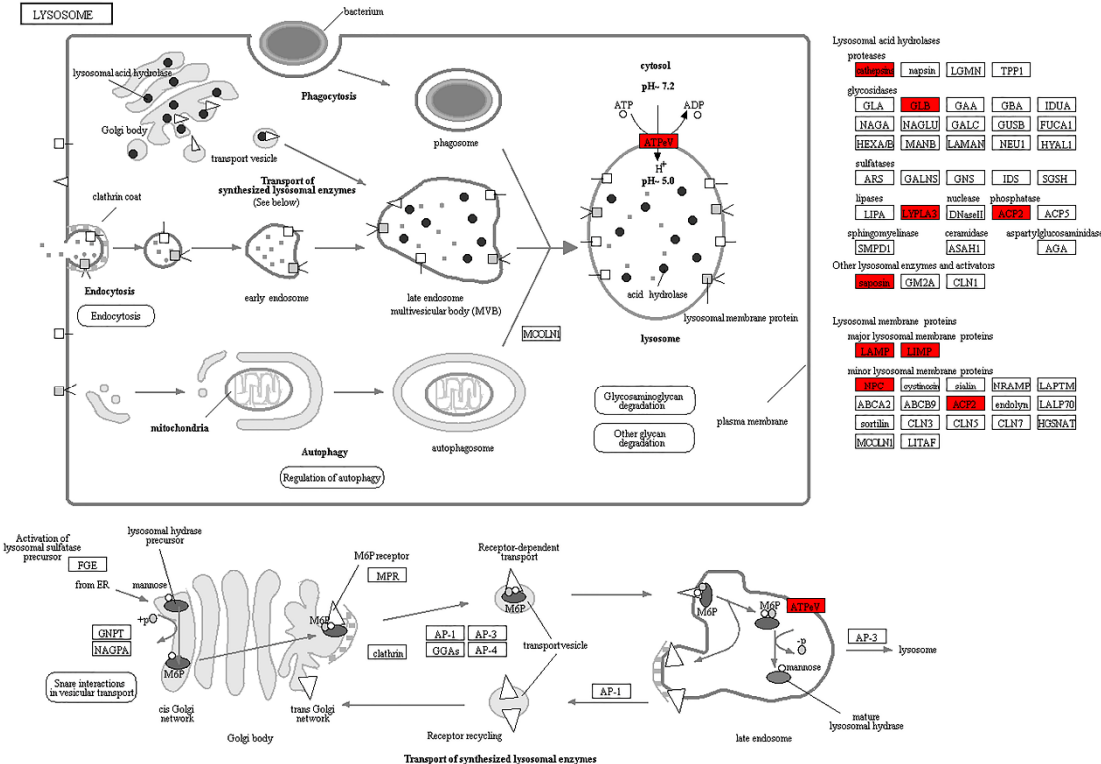 LYSOSOME
bacterium
lysosomal acid hydrolase
Phagocytosis
Golgi body
transport vesicle
phagosome
cytosol
pH~ 7.2
ATP
ADP
ATPeV
H+
pH~ 5.0
clathrin coat
Transport of
synthesized lysosomal enzymes
(See below)
Endocytosis
Endocytosis
early endosome
late endosome
multivesicular body (MVB)
acid hydrolase
lysosomal membrane protein
lysosome
MCOLN1
mitochondria
Autophagy
Regulation of autophagy
autophagosome
Glycosaminoglycan
degradation
Other glycan
degradation
plasma membrane
Lysosomal acid hydrolases
proteases
cathepsins napsin LGMN TPP1
glycosidases
GLA GLB GAA GBA IDUA
NAGA NAGLU GALC GUSB FUCA1
HEXA/B MANB LAMAN NEU1 HYAL1
sulfatases
ARS GALNS GNS IDS SGSH
lipases nuclease phosphatase
LIPA LYPLA3 DNaseII ACP2 ACP5
sphingomyelinase ceramidase aspartylglucosaminidase
SMPD1 ASAH1 AGA
Other lysosomal enzymes and activators
saposin GM2A CLN1
Lysosomal membrane proteins
major lysosomal membrane proteins
LAMP LIMP
minor lysosomal membrane proteins
NPC cystinosin sialin NRAMP LAPTM
ABCA2 ABCB9 ACP2 endolyn LALP70
sortilin CLN3 CLN5 CLN7 HGSNAT
MCOLN1 LITAF
Activation of
lysosomal sulfatase
precursor
FGE
from ER
lysosomal hydrase
precursor
mannose
+p
GNPT
NAGPA
M6P
Snare interactions
in vesicular transport
cis Golgi
network
trans Golgi
network
Golgi body
M6P receptor
MPR
M6P
clathrin
AP-1 AP-3
GGAs AP-4
Receptor-dependent
transport
M6P
transport vesicle
Receptor recycling
AP-1
M6P
M6P
ATPeV
-p
mannose
AP-3
lysosome
mature
lysosomal hydrase
late endosome
Transport of synthesized lysosomal enzymes